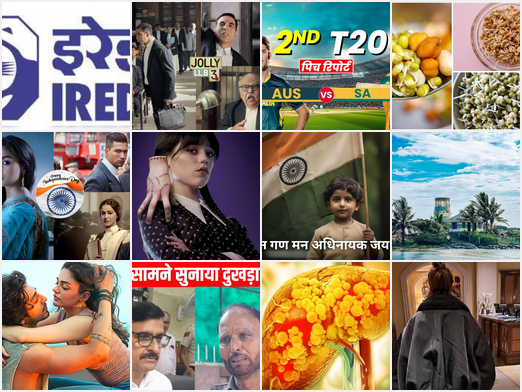 इरे
IRED
JOLLY
LLB 3
2ND T20
पिच रिपोर्ट
AUS VS SA
न गण मन अधिनायक जय
सामने सुनाया दुखड़ा